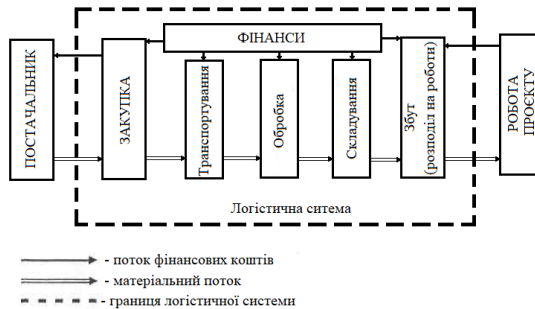 ФІНАНСИ
ПОСТАЧАЛЬНИК
ЗАКУПКА
Транспортування
Обробка
Складування
Збут
(розподіл на роботи)
РОБОТА
ПРОЄКТУ
Логістична ситема
- поток фінансових коштів
- матеріальний поток
- границя логістичної системи